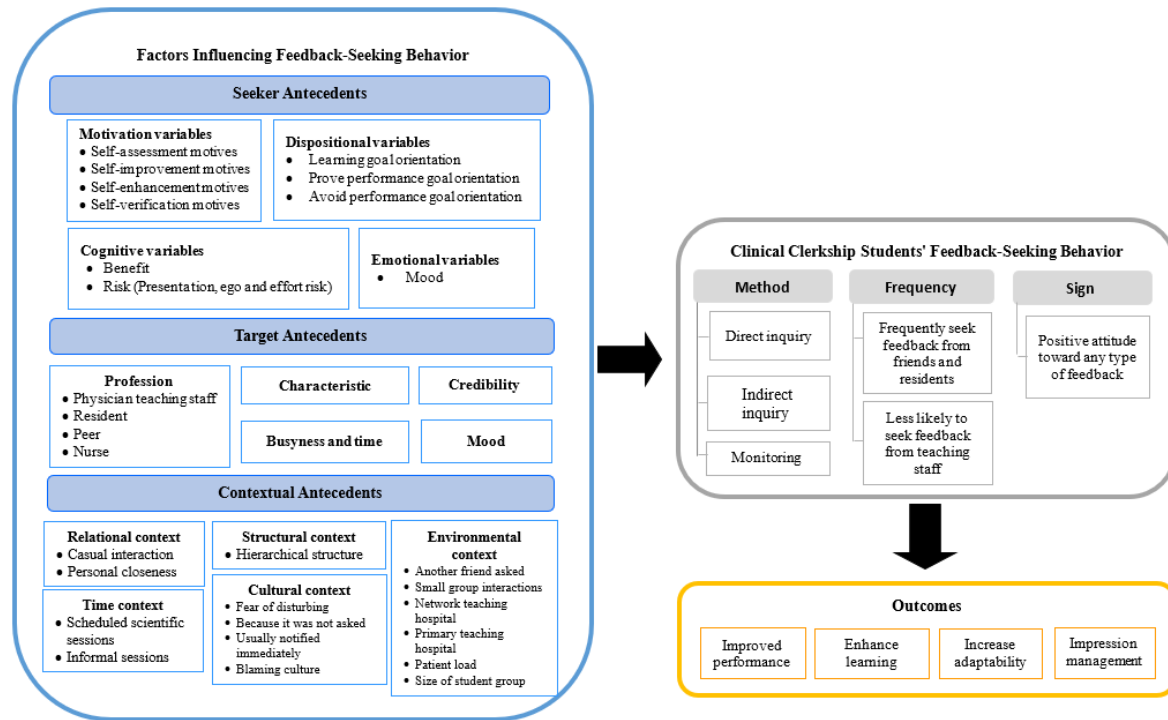 Factors Influencing Feedback-Seeking Behavior
Seeker Antecedents
Motivation variables
• Self-assessment motives
• Self-improvement motives
• Self-enhancement motives
• Self-verification motives
Dispositional variables
• Learning goal orientation
• Prove performance goal orientation
• Avoid performance goal orientation
Cognitive variables
• Benefit
• Risk (Presentation, ego and effort risk)
Emotional variables
• Mood
Target Antecedents
Profession
• Physician teaching staff
• Resident
• Peer
• Nurse
Characteristic
Credibility
Busyness and time
Mood
Contextual Antecedents
Relational context
• Casual interaction
• Personal closeness
Time context
• Scheduled scientific
sessions
• Informal sessions
Structural context
• Hierarchical structure
Cultural context
• Fear of disturbing
• Because it was not asked
• Usually notified
immediately
• Blaming culture
Environmental
context
• Another friend asked
• Small group interactions
• Network teaching
hospital
• Primary teaching
hospital
• Patient load
• Size of student group
Clinical Clerkship Students' Feedback-Seeking Behavior
Method
Direct inquiry
Indirect
inquiry
Monitoring
Frequency
Frequently seek
feedback from
friends and
residents
Less likely to
seek feedback
from teaching
staff
Sign
Positive attitude
toward any type
of feedback
Outcomes
Improved
performance
Enhance
learning
Increase
adaptability
Impression
management